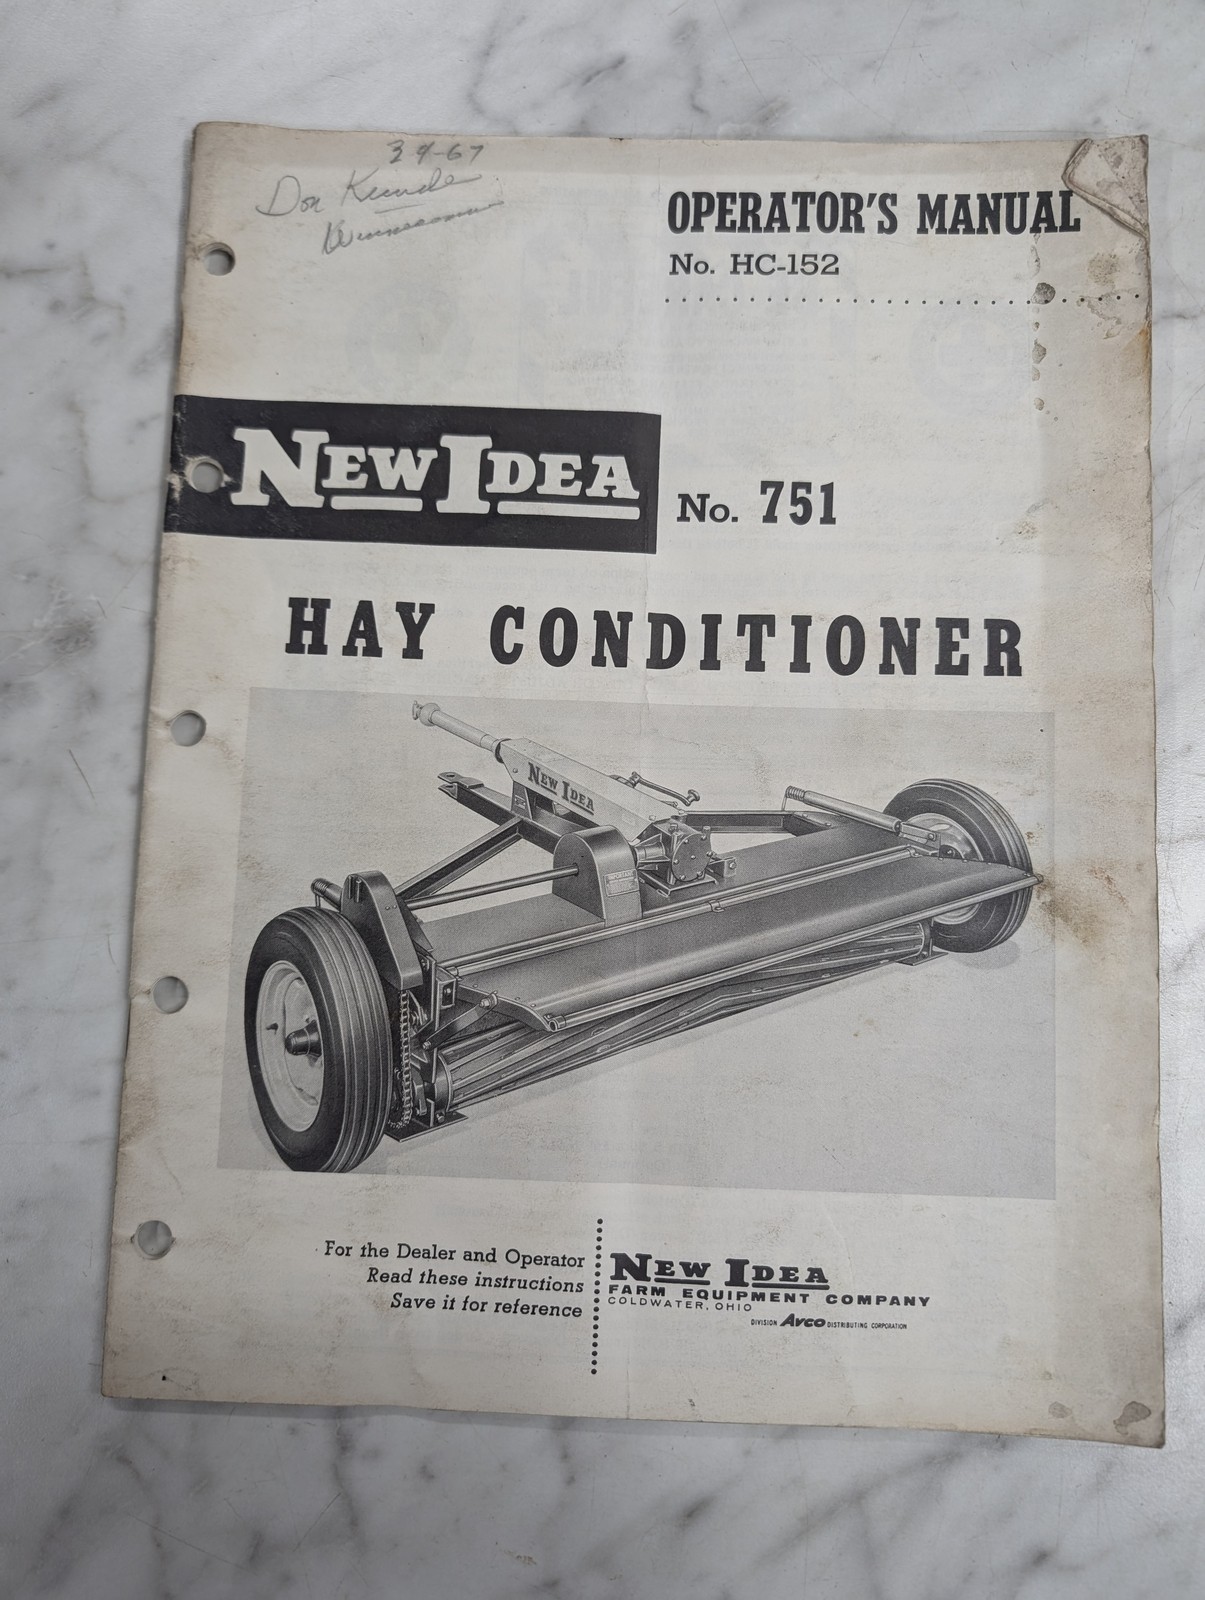 3 9-67
Don
OPERATOR'S MANUAL
No. HC-152
NEW IDEA No. 751
HAY CONDITIONER
NEW IDEA
For the Dealer and Operator
Read these instructions
Save it for reference
NEW IDEA
FARM EQUIPMENT COMPANY
COLDWATER, OHIO
DIVISION Avco DISTRIBUTING CORPORATION